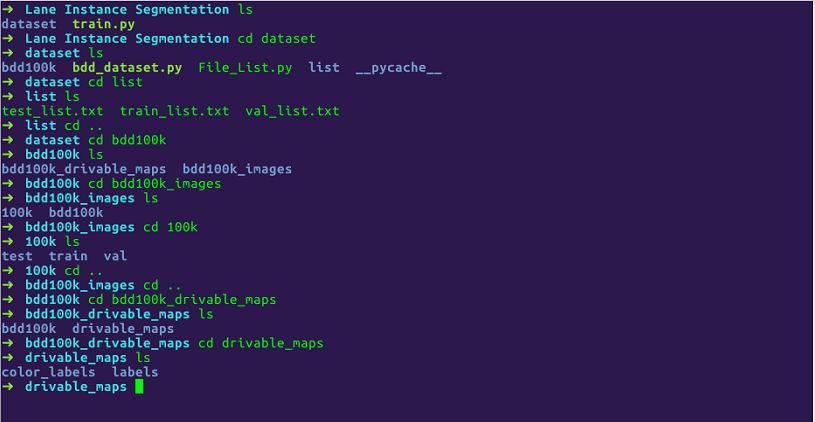 ➜ Lane Instance Segmentation ls
dataset train.py
➜ Lane Instance Segmentation cd dataset
➜ dataset ls
bdd100k bdd_dataset.py File_List.py list __pycache__
➜ dataset cd list
➜ list ls
test_list.txt train_list.txt val_list.txt
➜ list cd ..
➜ dataset cd bdd100k
➜ bdd100k ls
bdd100k_drivable_maps bdd100k_images
➜ bdd100k cd bdd100k_images
➜ bdd100k_images ls
100k bdd100k
➜ bdd100k_images cd 100k
➜ 100k ls
test train val
➜ 100k cd ..
➜ bdd100k_images cd ..
➜ bdd100k cd bdd100k_drivable_maps
➜ bdd100k_drivable_maps ls
bdd100k drivable_maps
➜ bdd100k_drivable_maps cd drivable_maps
➜ drivable_maps ls
color_labels labels
➜ drivable_maps